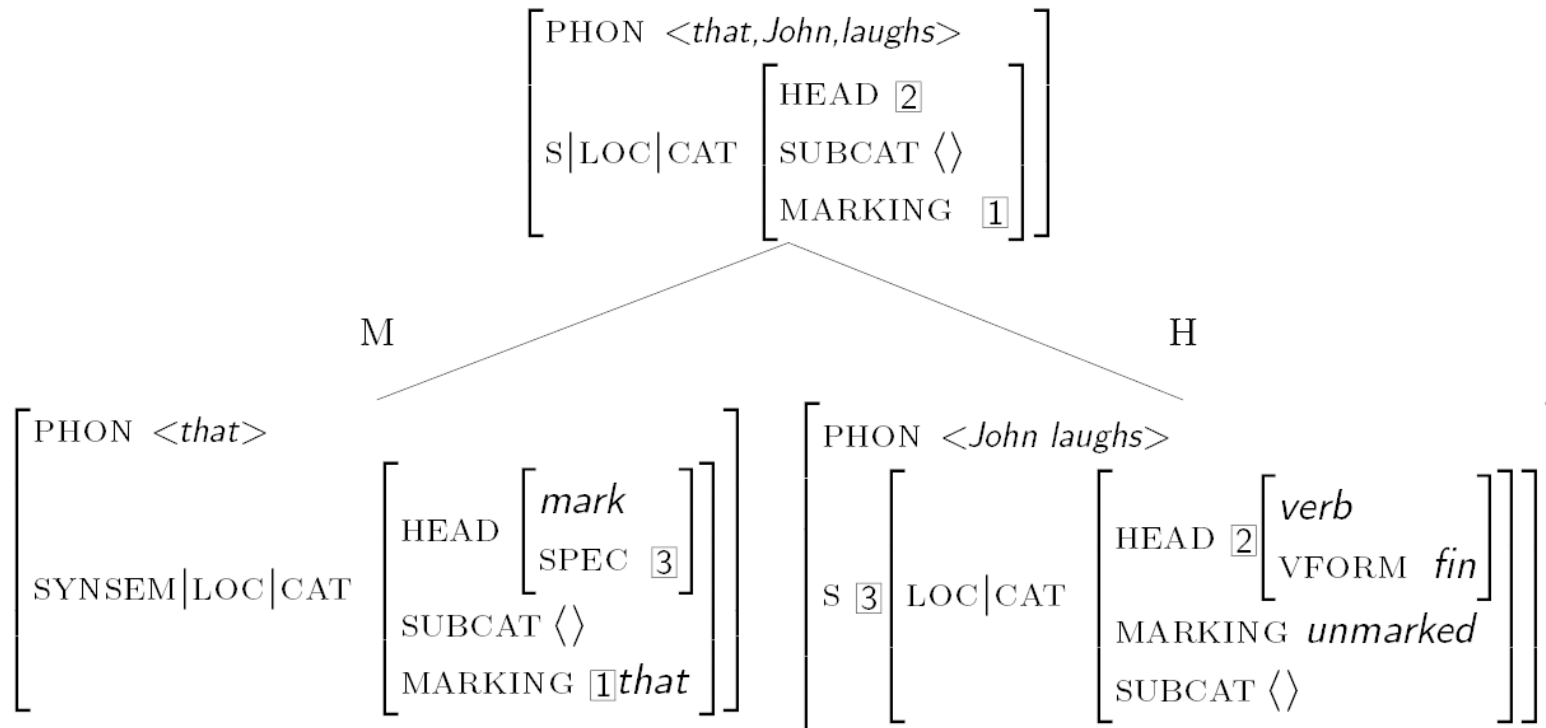 PHON <that,John,laughs>
HEAD 2
S|LOC|CAT SUBCAT ⟨⟩
MARKING 1
M
H
PHON <that>
HEAD mark
SPEC 3
SYNSEM|LOC|CAT
SUBCAT ⟨⟩
MARKING 1 that
PHON <John laughs>
HEAD 2 verb
VFORM fin
S 3 LOC|CAT
MARKING unmarked
SUBCAT ⟨⟩